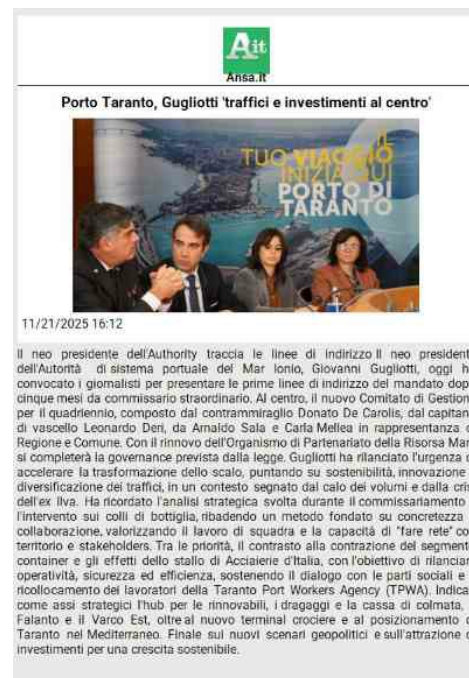 Ait
Ansa.it
Porto Taranto, Gugliotti 'traffici e investimenti al centro'
IL
TUO VIAGGIO
INIZIA QUI
PORTO DI
TARANTO
11/21/2025 16:12
Il neo presidente dell'Authority traccia le linee di indirizzo Il neo president
dell'Autorità di sistema portuale del Mar Ionio, Giovanni Gugliotti, oggi h
convocato i giornalisti per presentare le prime linee di indirizzo del mandato dop
cinque mesi da commissario straordinario. Al centro, il nuovo Comitato di Gestion
per il quadriennio, composto dal contrammiraglio Donato De Carolis, dal capitan
di vascello Leonardo Deri, da Arnaldo Sala e Carla Mellea in rappresentanza d
Regione e Comune. Con il rinnovo dell'Organismo di Partenariato della Risorsa Mar
si completerà la governance prevista dalla legge. Gugliotti ha rilanciato l'urgenza d
accelerare la trasformazione dello scalo, puntando su sostenibilità, innovazione
diversificazione dei traffici, in un contesto segnato dal calo dei volumi e dalla cris
dell'ex Ilva. Ha ricordato l'analisi strategica svolta durante il commissariamento
l'intervento sui colli di bottiglia, ribadendo un metodo fondato su concretezza
collaborazione, valorizzando il lavoro di squadra e la capacità di "fare rete" co
territorio e stakeholders. Tra le priorità, il contrasto alla contrazione del segment
container e gli effetti dello stallo di Acciaierie d'Italia, con l'obiettivo di rilanciar
operatività, sicurezza ed efficienza, sostenendo il dialogo con le parti sociali e
ricollocamento dei lavoratori della Taranto Port Workers Agency (TPWA). Indica
come assi strategici l'hub per le rinnovabili, i dragaggi e la cassa di colmata,
Falanto e il Varco Est, oltre al nuovo terminal crociere e al posizionamento d
Taranto nel Mediterraneo. Finale sui nuovi scenari geopolitici e sull'attrazione d
investimenti per una crescita sostenibile.